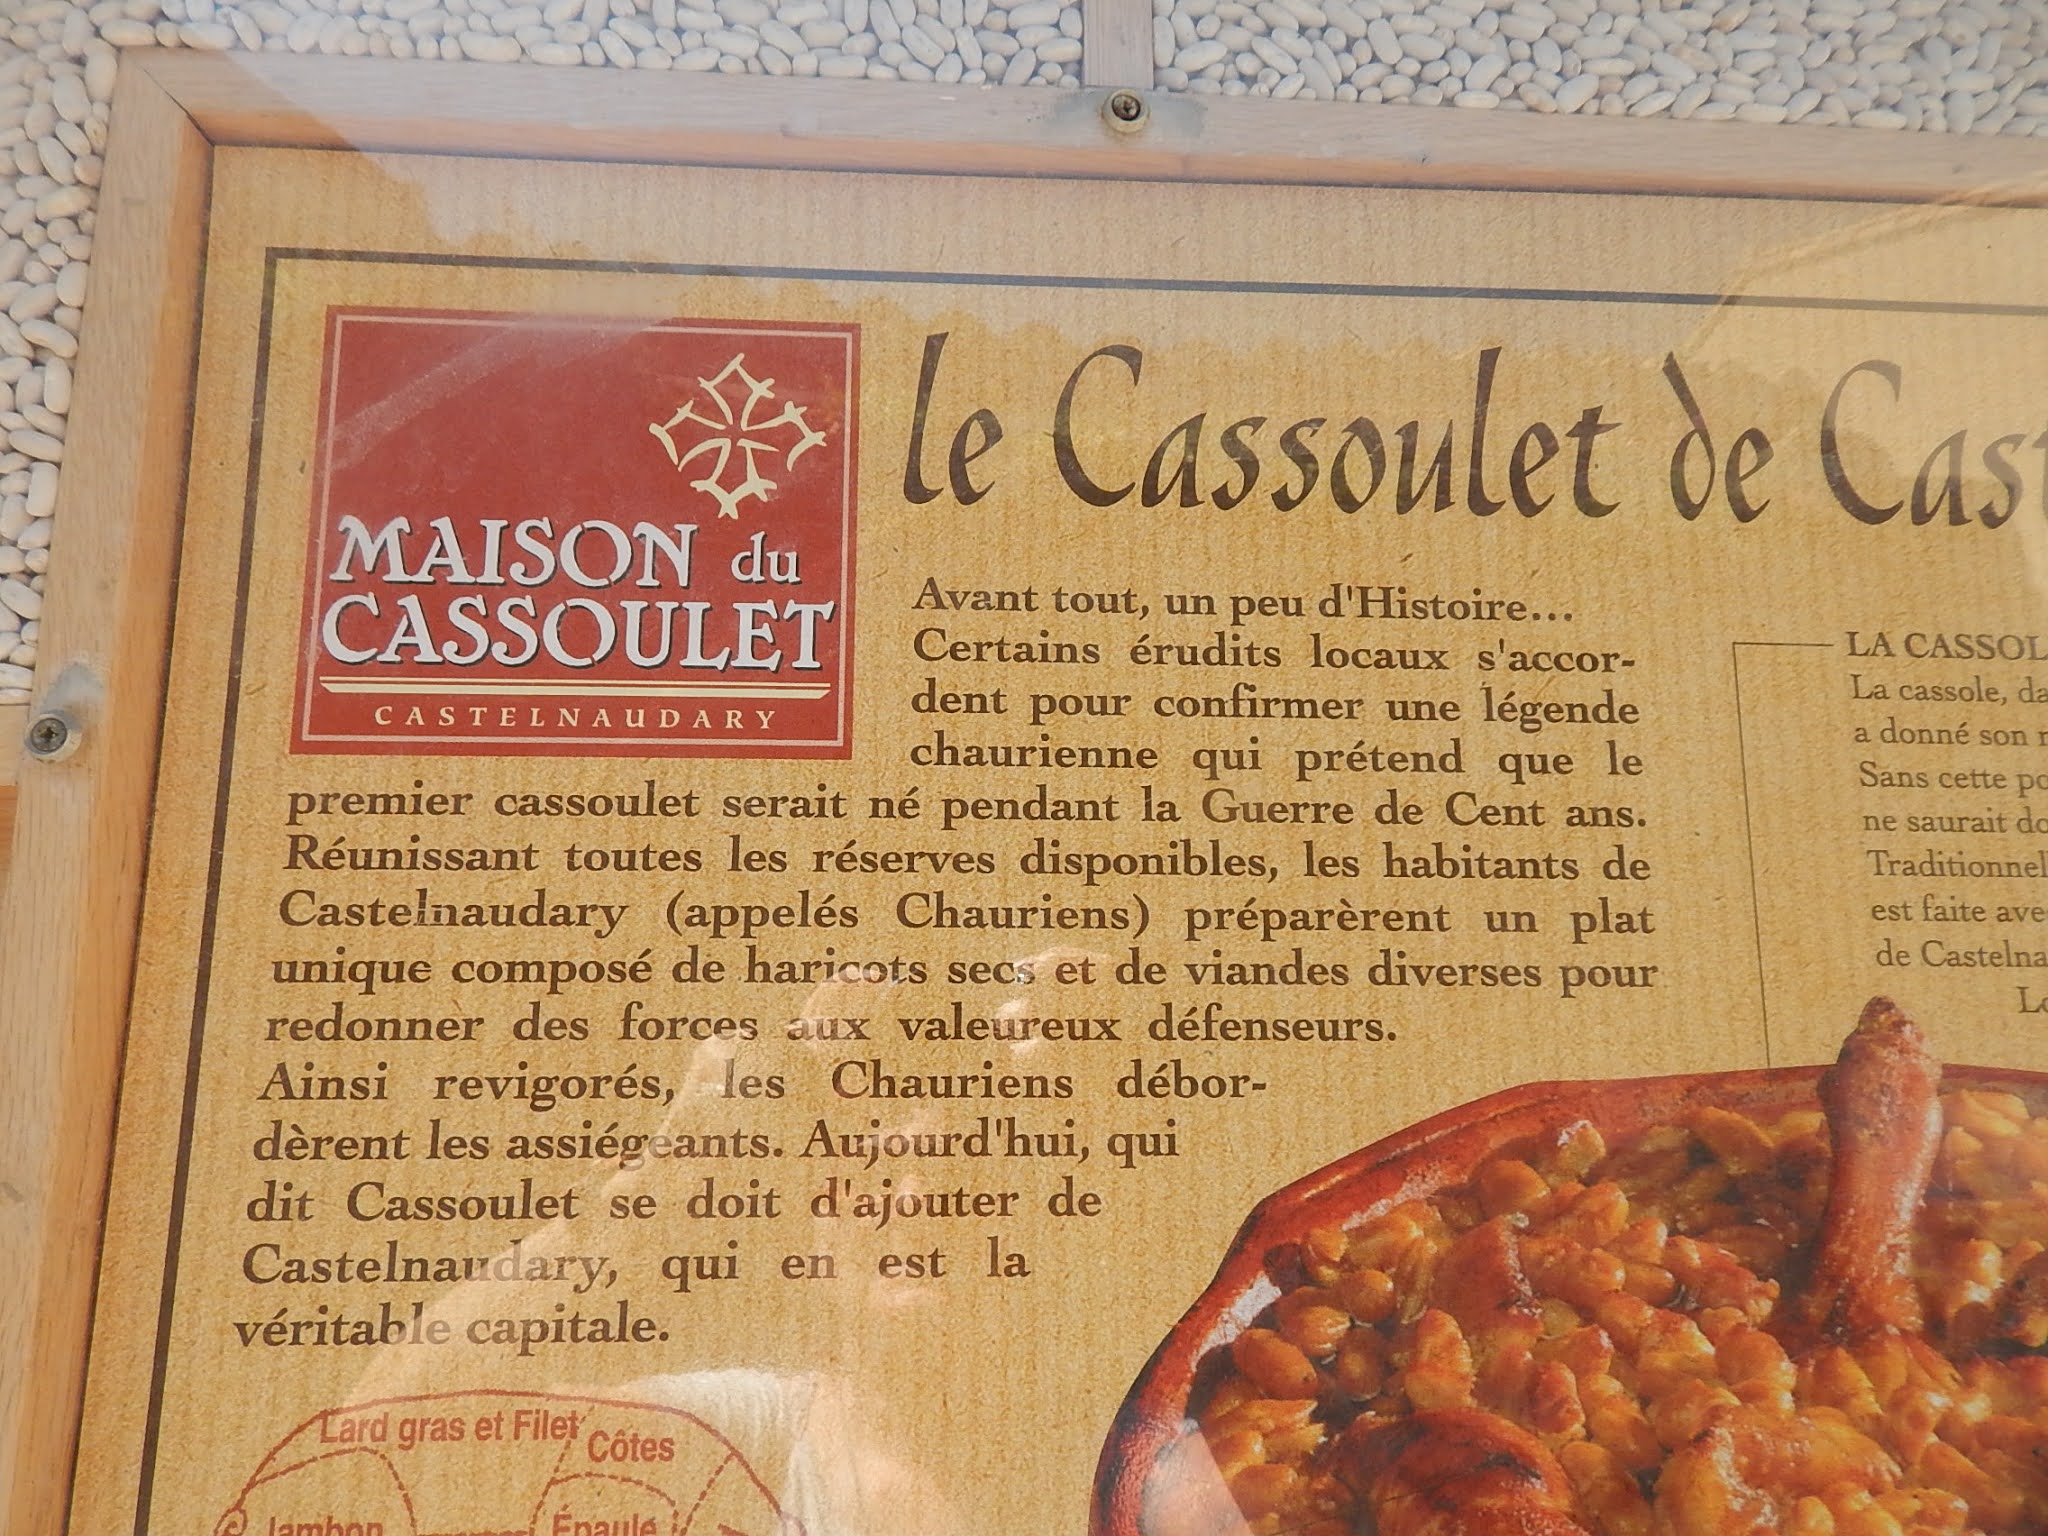 MAISON du
CASSOULET
CASTELNAUDARY
le Cassoulet de Cast
Avant tout, un peu d'Histoire...
Certains érudits locaux s'accor-
dent pour confirmer une légende
chaurienne qui prétend que le
premier cassoulet serait né pendant la Guerre de Cent ans.
Réunissant toutes les réserves disponibles, les habitants de
Castelnaudary (appelés Chauriens) préparèrent un plat
unique composé de haricots secs et de viandes diverses pour
redonner des forces aux valeureux défenseurs.
Ainsi revigorés, les Chauriens débor-
dèrent les assiégeants. Aujourd'hui, qui
dit Cassoulet se doit d'ajouter de
Castelnaudary, qui en est la
véritable capitale.
LA CASSOL
La cassole, da
a donné son
Sans cette po
ne saurait do
Traditionnel
est faite ave
de Castelna
Lard gras et Filet
Côtes
Jambon
Épaule